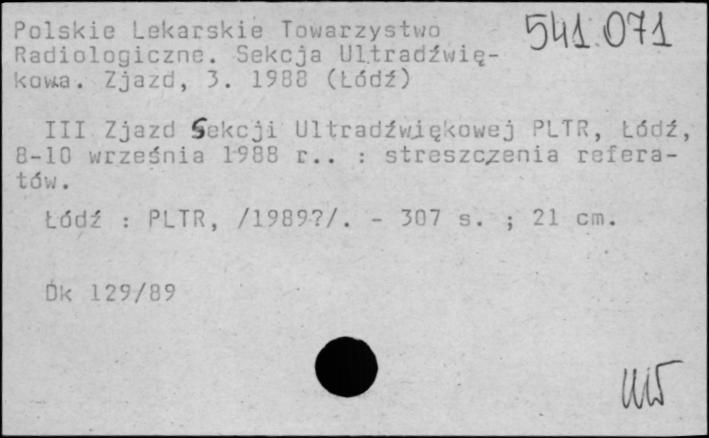 541.071
Polskie Lekarskie Towarzystwo
Radiologiczne. Sekcja Ultradźwię-
kowa. Zjazd, 3. 1988 (Łódź)
III Zjazd Sekcji Ultradźwiękowej PLTR, Łódź,
8-10 września 1988 r.. : streszczenia refera-
tów.
Łódź : PLTR, /1989?/. - 307 s. ; 21 cm.
Dk 129/89